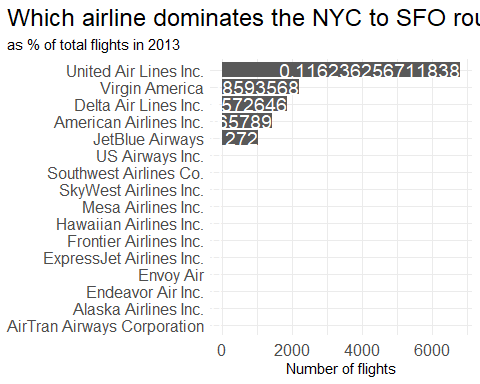 Which airline dominates the NYC to SFO rou
as % of total flights in 2013
United Air Lines Inc. 0.116236256711838
Virgin America 8593568
Delta Air Lines Inc. 572646
American Airlines Inc. 65789
JetBlue Airways 272
US Airways Inc.
Southwest Airlines Co.
SkyWest Airlines Inc.
Mesa Airlines Inc.
Hawaiian Airlines Inc.
Frontier Airlines Inc.
ExpressJet Airlines Inc.
Envoy Air
Endeavor Air Inc.
Alaska Airlines Inc.
AirTran Airways Corporation
0 2000 4000 6000
Number of flights